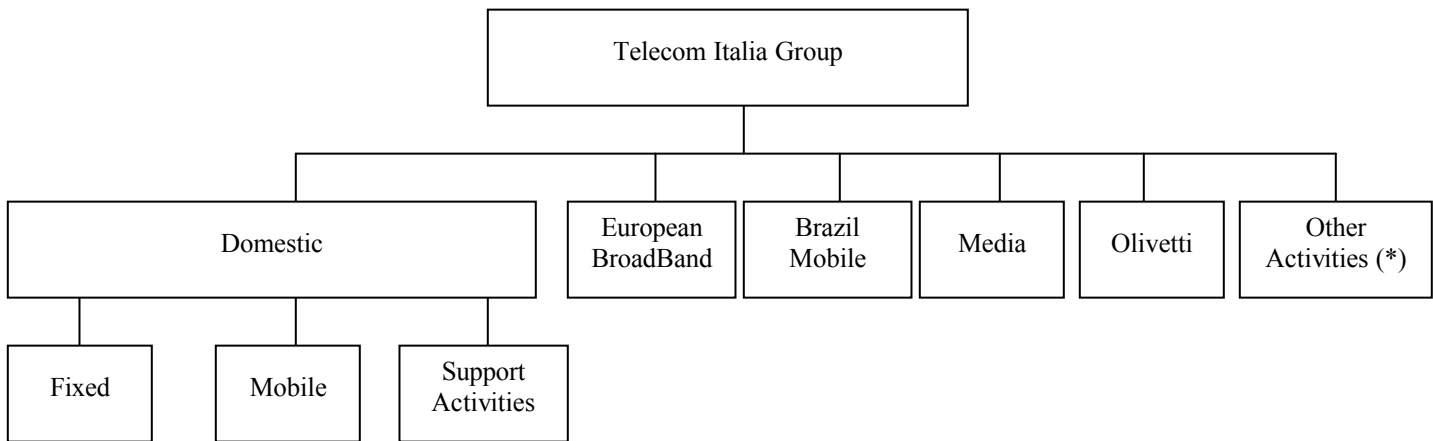 Telecom Italia Group
Domestic
European
BroadBand
Brazil
Mobile
Media
Olivetti
Other
Activities (*)
Fixed
Mobile
Support
Activities